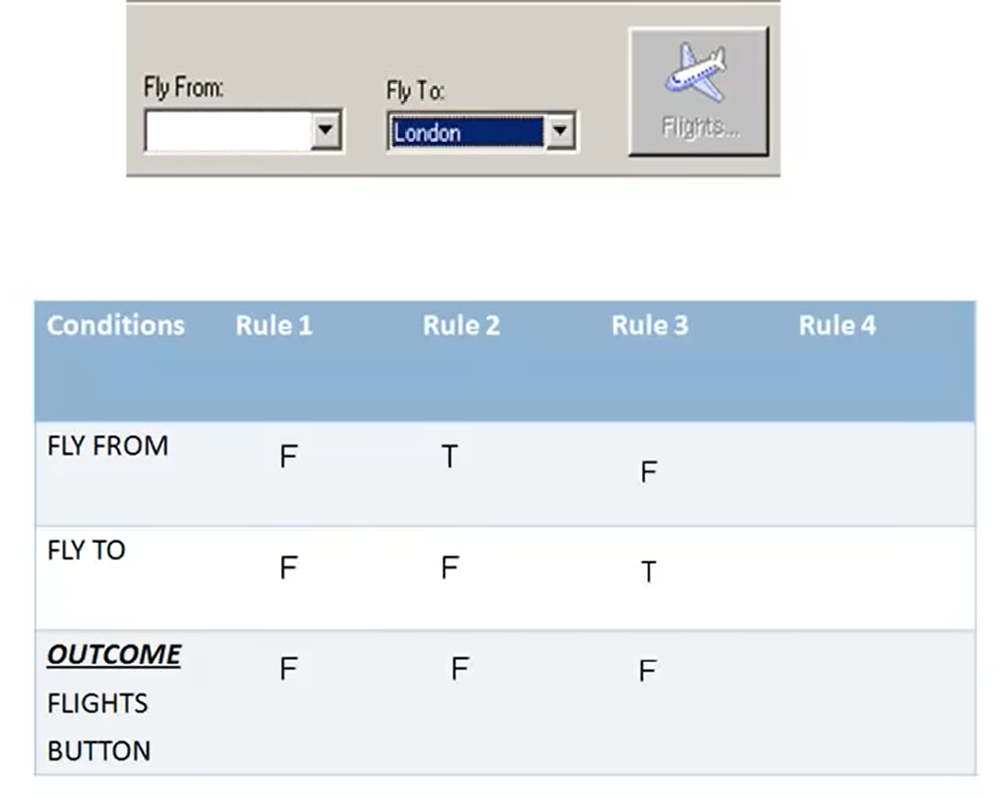 Fly From:
Fly To:
London
Flights...
Conditions Rule 1 Rule 2 Rule 3 Rule 4
FLY FROM F T F
FLY TO F F T
OUTCOME F F F
FLIGHTS
BUTTON